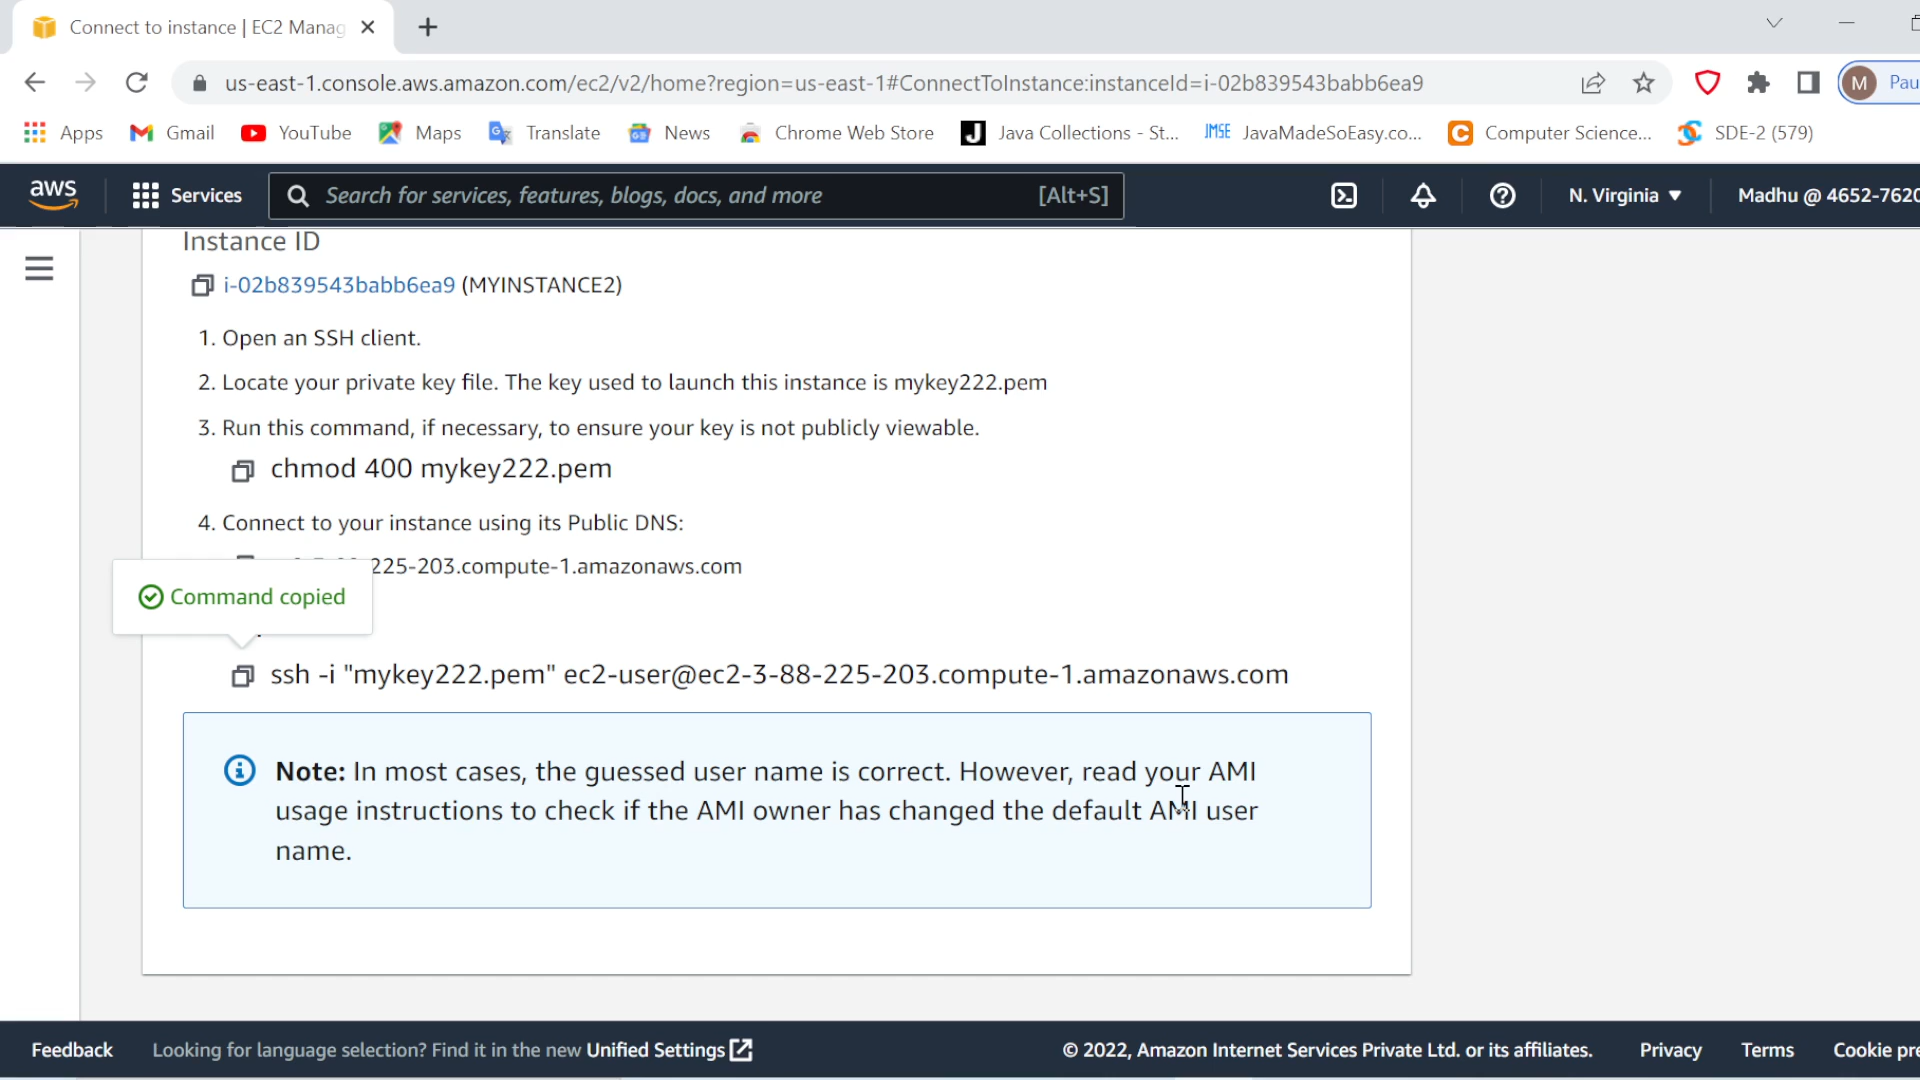 Connect to instance | EC2 Manag
us-east-1.console.aws.amazon.com/ec2/v2/home?region=us-east-1#ConnectToInstance:instanceId=i-02b839543babb6ea9
M Pau
Apps Gmail YouTube Maps Translate News Chrome Web Store Java Collections - St... JMSE JavaMadeSoEasy.co... Computer Science... SDE-2 (579)
aws Services Search for services, features, blogs, docs, and more [Alt+S] N. Virginia Madhu @ 4652-7620
Instance ID
i-02b839543babb6ea9 (MYINSTANCE2)
1. Open an SSH client.
2. Locate your private key file. The key used to launch this instance is mykey222.pem
3. Run this command, if necessary, to ensure your key is not publicly viewable.
chmod 400 mykey222.pem
4. Connect to your instance using its Public DNS:
225-203.compute-1.amazonaws.com
Command copied
ssh -i "mykey222.pem" ec2-user@ec2-3-88-225-203.compute-1.amazonaws.com
Note: In most cases, the guessed user name is correct. However, read your AMI
usage instructions to check if the AMI owner has changed the default AMI user
name.
Feedback Looking for language selection? Find it in the new Unified Settings © 2022, Amazon Internet Services Private Ltd. or its affiliates. Privacy Terms Cookie pre